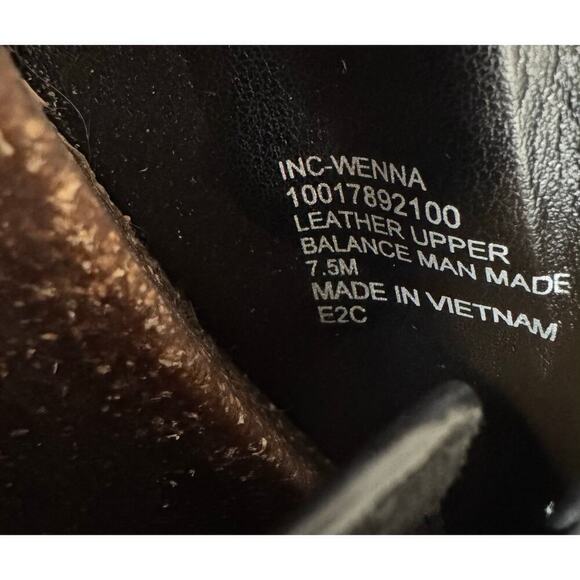 INC-WENNA
10017892100
LEATHER UPPER
BALANCE MAN MADE
7.5M
MADE IN VIETNAM
E2C